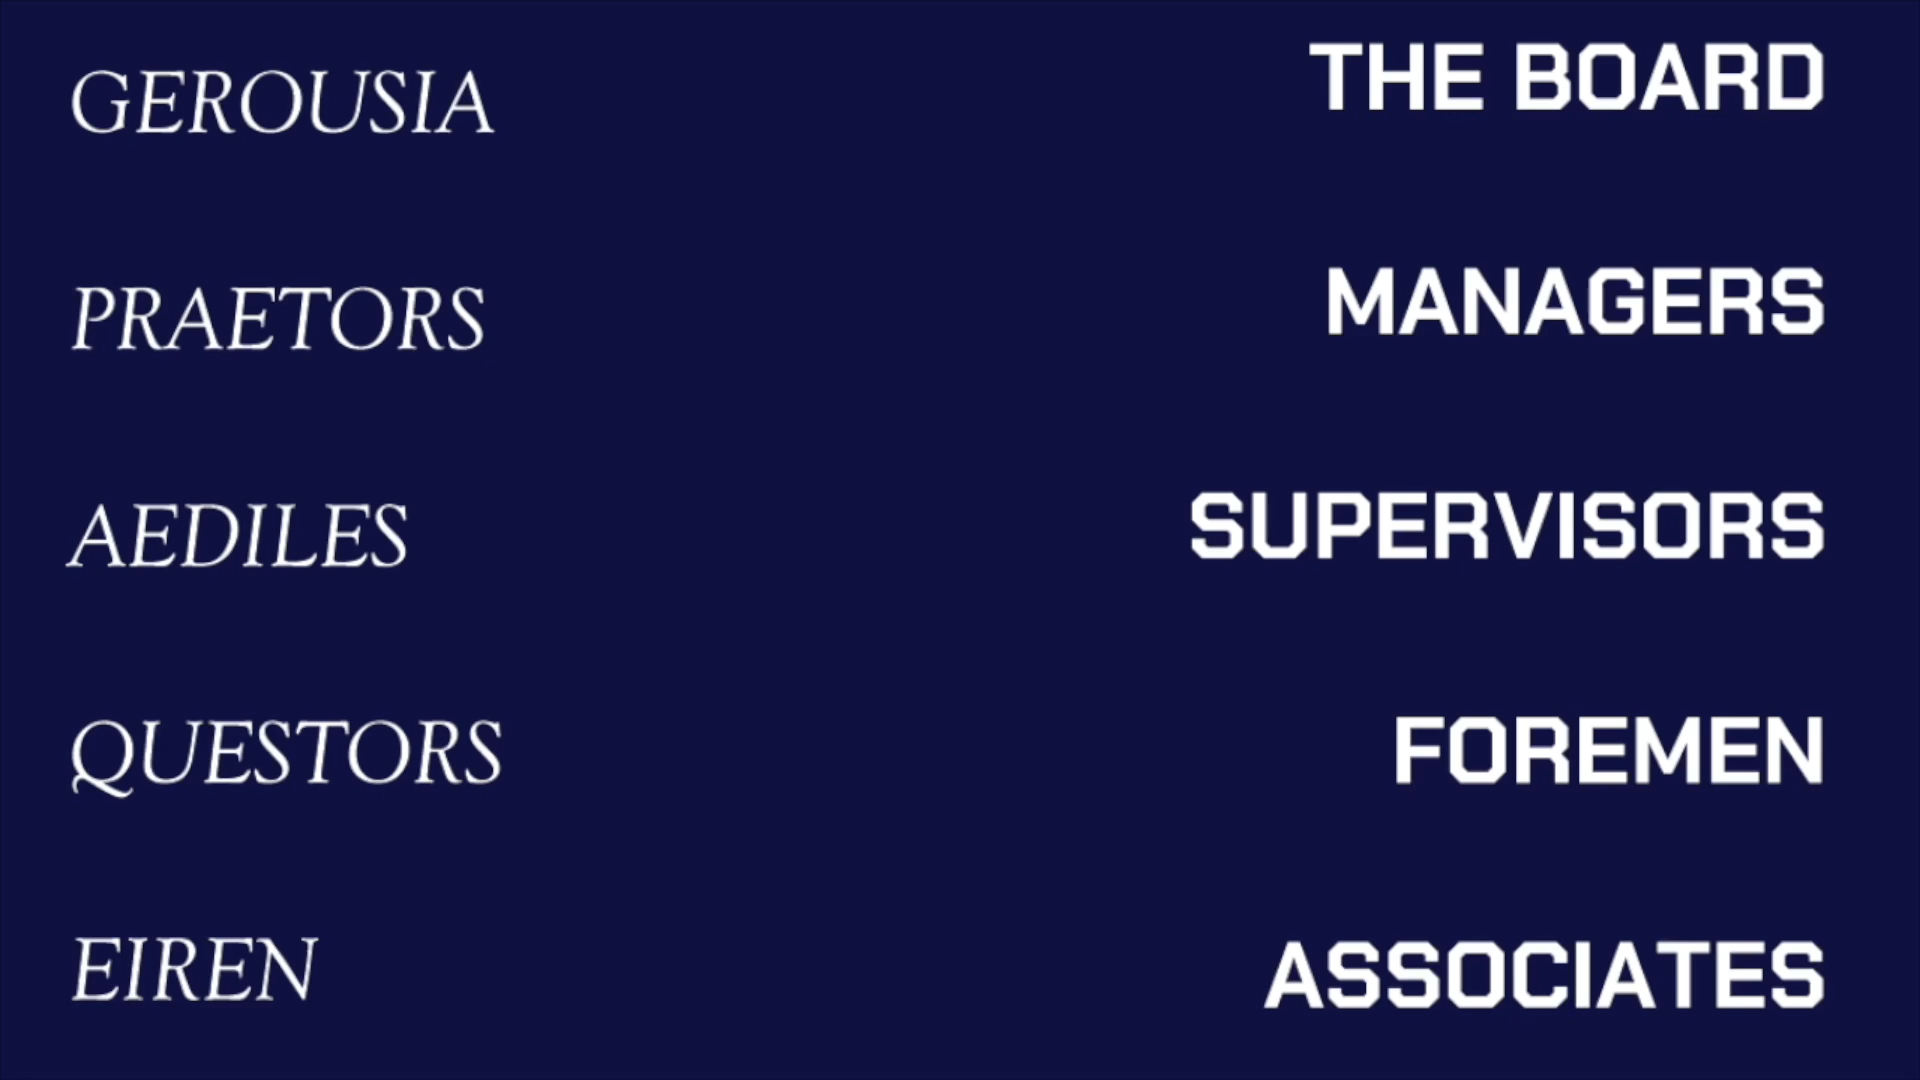 GEROUSIA THE BOARD
PRAETORS MANAGERS
AEDILES SUPERVISORS
QUESTORS FOREMEN
EIREN ASSOCIATES